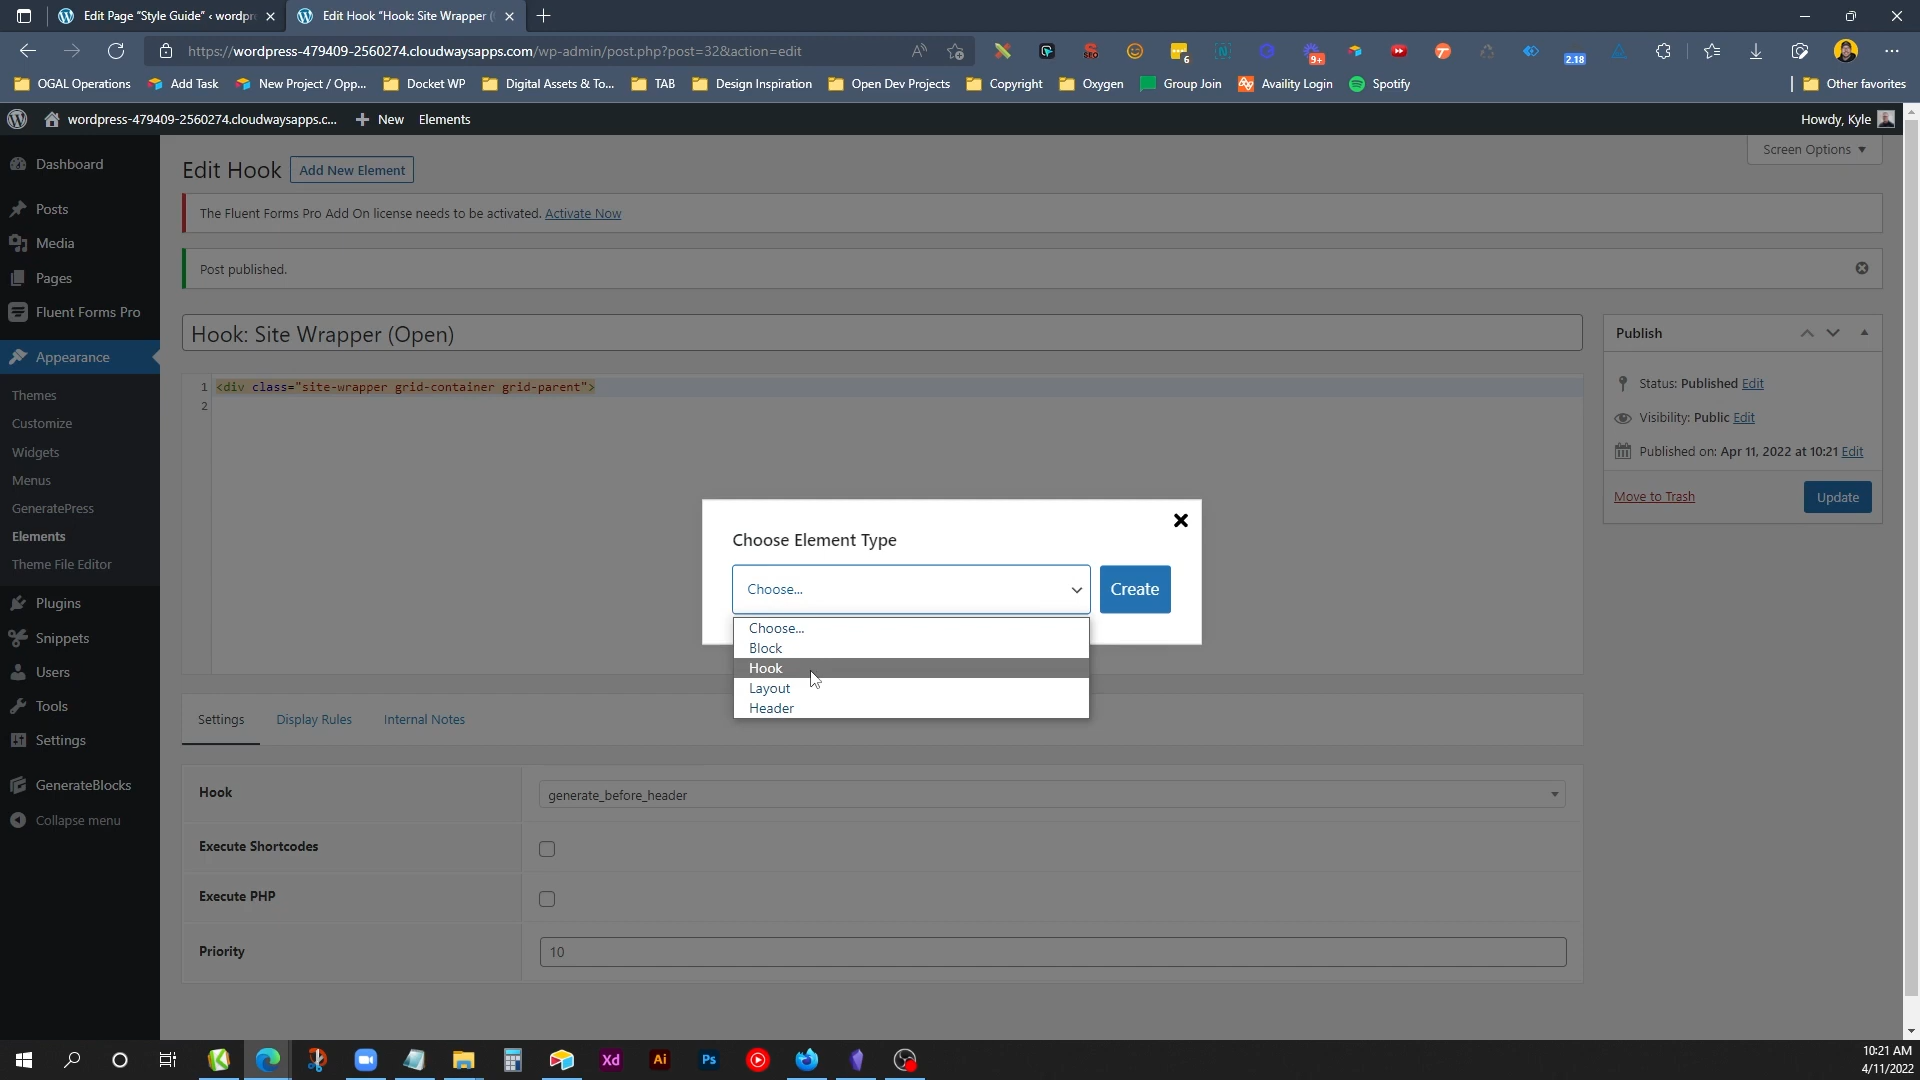 Edit Page "Style Guide" ‹ wordpr
Edit Hook "Hook: Site Wrapper (
https://wordpress-479409-2560274.cloudwaysapps.com/wp-admin/post.php?post=32&action=edit
SEO
6
9+
2.18
OGAL Operations
Add Task
New Project / Opp...
Docket WP
Digital Assets & To...
TAB
Design Inspiration
Open Dev Projects
Copyright
Oxygen
Group Join
Availity Login
Spotify
Other favorites
wordpress-479409-2560274.cloudwaysapps.c...
New
Elements
Howdy, Kyle
Dashboard
Posts
Media
Pages
Fluent Forms Pro
Appearance
Themes
Customize
Widgets
Menus
GeneratePress
Elements
Theme File Editor
Plugins
Snippets
Users
Tools
Settings
GenerateBlocks
Collapse menu
Screen Options
Edit Hook
Add New Element
The Fluent Forms Pro Add On license needs to be activated. Activate Now
Post published.
Hook: Site Wrapper (Open)
1 <div class="site-wrapper grid-container grid-parent">
2
Publish
Status: Published Edit
Visibility: Public Edit
Published on: Apr 11, 2022 at 10:21 Edit
Move to Trash
Update
Choose Element Type
Choose...
Create
Choose...
Block
Hook
Layout
Header
Settings
Display Rules
Internal Notes
Hook
generate_before_header
Execute Shortcodes
Execute PHP
Priority
10
Xd
Ai
Ps
10:21 AM
4/11/2022